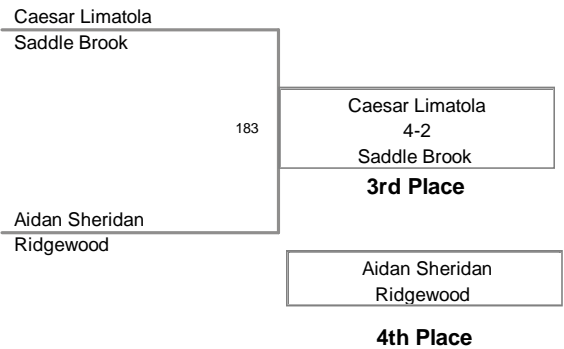 Caesar Limatola
Saddle Brook
183
Caesar Limatola
4-2
Saddle Brook
3rd Place
Aidan Sheridan
Ridgewood
Aidan Sheridan
Ridgewood
4th Place